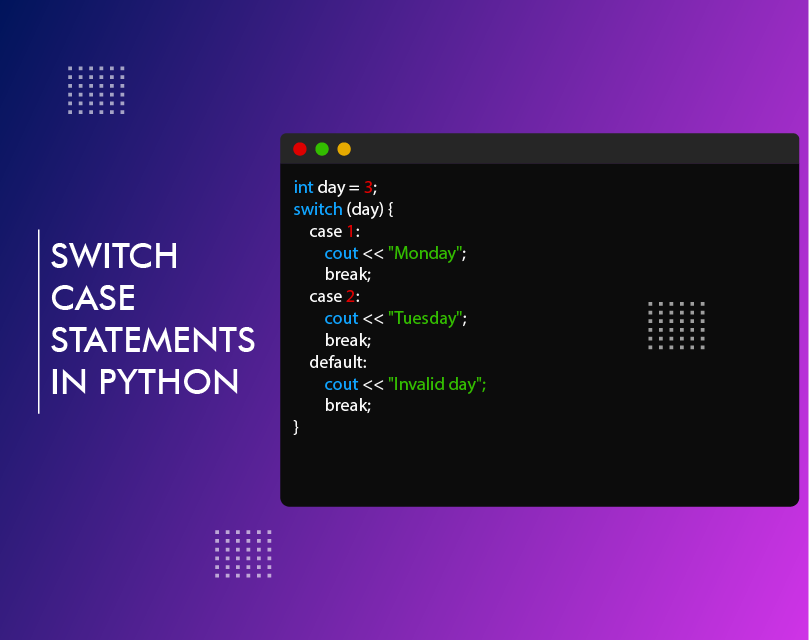 SWITCH
CASE
STATEMENTS
IN PYTHON
int day = 3;
switch (day) {
case 1:
cout << "Monday";
break;
case 2:
cout << "Tuesday";
break;
default:
cout << "Invalid day";
break;
}